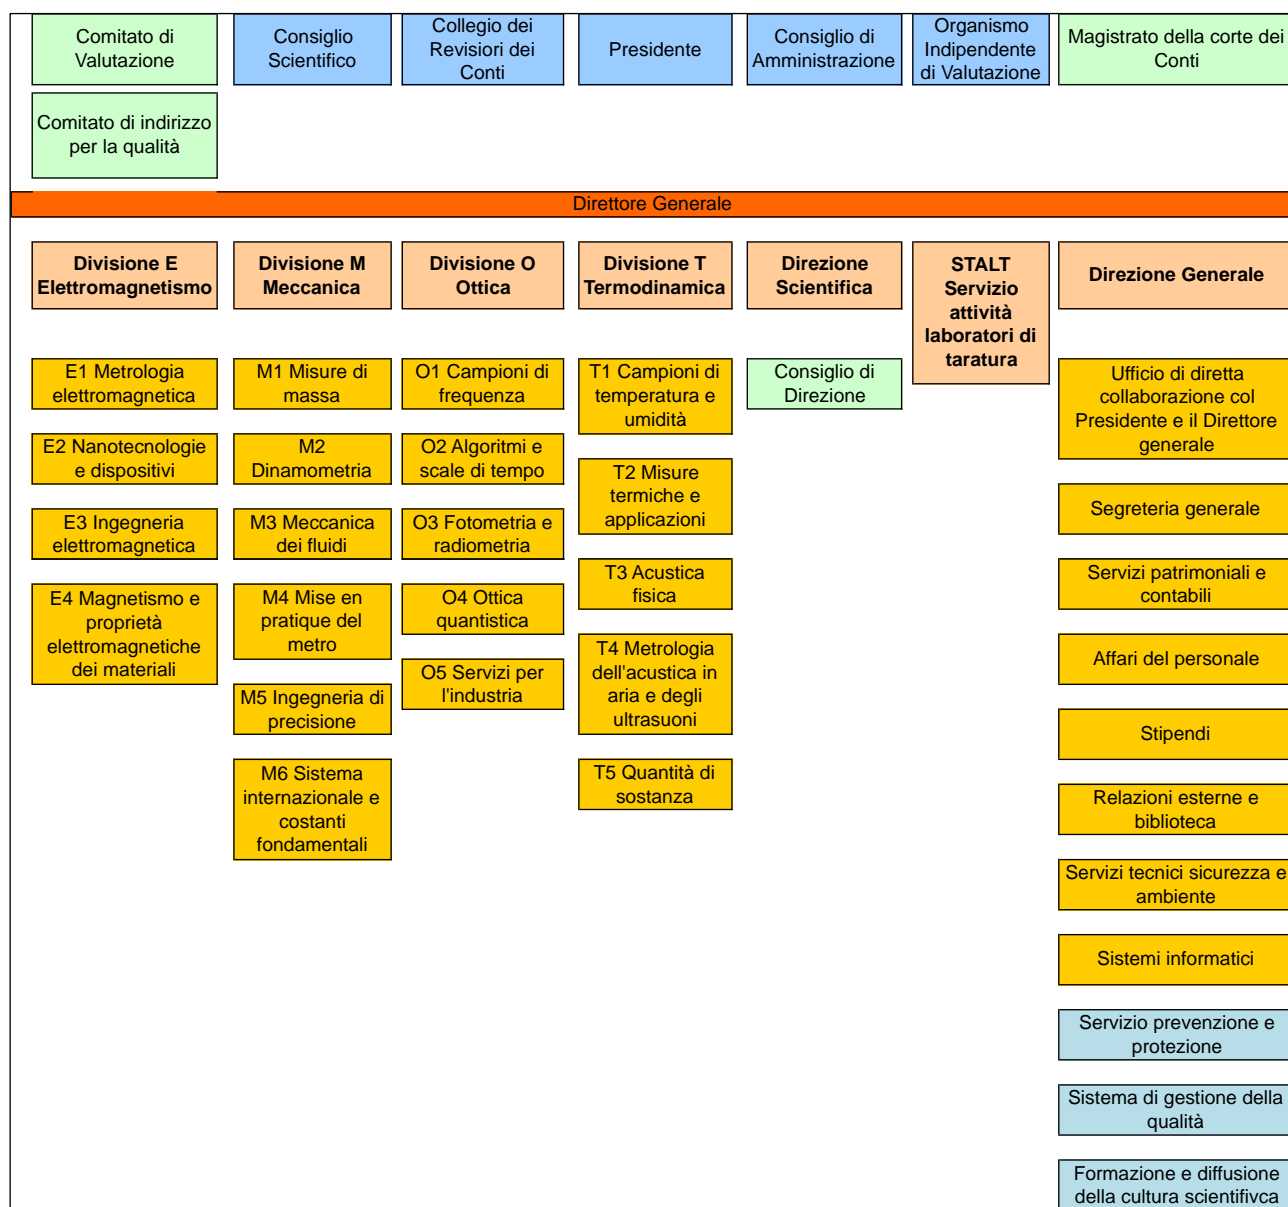 Comitato di
Valutazione
Consiglio
Scientifico
Collegio dei
Revisiori dei
Conti
Presidente
Consiglio di
Amministrazione
Organismo
Indipendente
di Valutazione
Magistrato della corte dei
Conti
Comitato di indirizzo
per la qualità
Direttore Generale
Divisione E
Elettromagnetismo
Divisione M
Meccanica
Divisione O
Ottica
Divisione T
Termodinamica
Direzione
Scientifica
STALT
Servizio
attività
laboratori di
taratura
Direzione Generale
E1 Metrologia
elettromagnetica
E2 Nanotecnologie
e dispositivi
E3 Ingegneria
elettromagnetica
E4 Magnetismo e
proprietà
elettromagnetiche
dei materiali
M1 Misure di
massa
M2
Dinamometria
M3 Meccanica
dei fluidi
M4 Mise en
pratique del
metro
M5 Ingegneria di
precisione
M6 Sistema
internazionale e
costanti
fondamentali
O1 Campioni di
frequenza
O2 Algoritmi e
scale di tempo
O3 Fotometria e
radiometria
O4 Ottica
quantistica
O5 Servizi per
l'industria
T1 Campioni di
temperatura e
umidità
T2 Misure
termiche e
applicazioni
T3 Acustica
fisica
T4 Metrologia
dell'acustica in
aria e degli
ultrasuoni
T5 Quantità di
sostanza
Consiglio di
Direzione
Ufficio di diretta
collaborazione col
Presidente e il Direttore
generale
Segreteria generale
Servizi patrimoniali e
contabili
Affari del personale
Stipendi
Relazioni esterne e
biblioteca
Servizi tecnici sicurezza e
ambiente
Sistemi informatici
Servizio prevenzione e
protezione
Sistema di gestione della
qualità
Formazione e diffusione
della cultura scientifivca